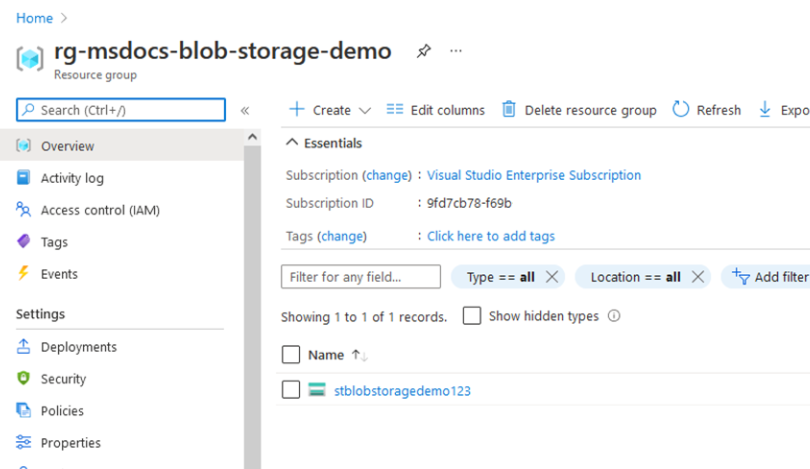 Home >
rg-msdocs-blob-storage-demo ...
Resource group
Search (Ctrl+/) «
Overview
Activity log
Access control (IAM)
Tags
Events
Settings
Deployments
Security
Policies
Properties
+ Create Edit columns Delete resource group Refresh Expo
Essentials
Subscription (change) : Visual Studio Enterprise Subscription
Subscription ID : 9fd7cb78-f69b
Tags (change) : Click here to add tags
Filter for any field... Type == all × Location == all × Add filter
Showing 1 to 1 of 1 records. Show hidden types
Name ↑↓
stblobstoragedemo123